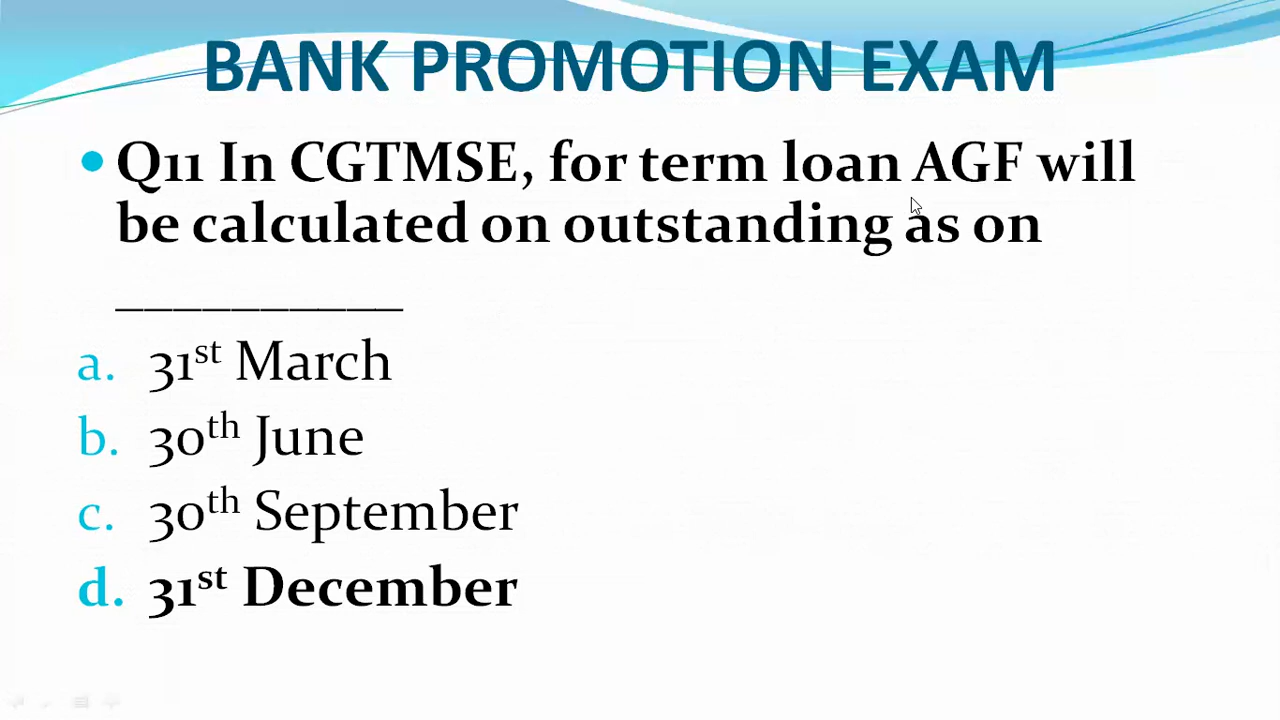 BANK PROMOTION EXAM
• Q11 In CGTMSE, for term loan AGF will
be calculated on outstanding as on
__________
a. 31st March
b. 30th June
c. 30th September
d. 31st December